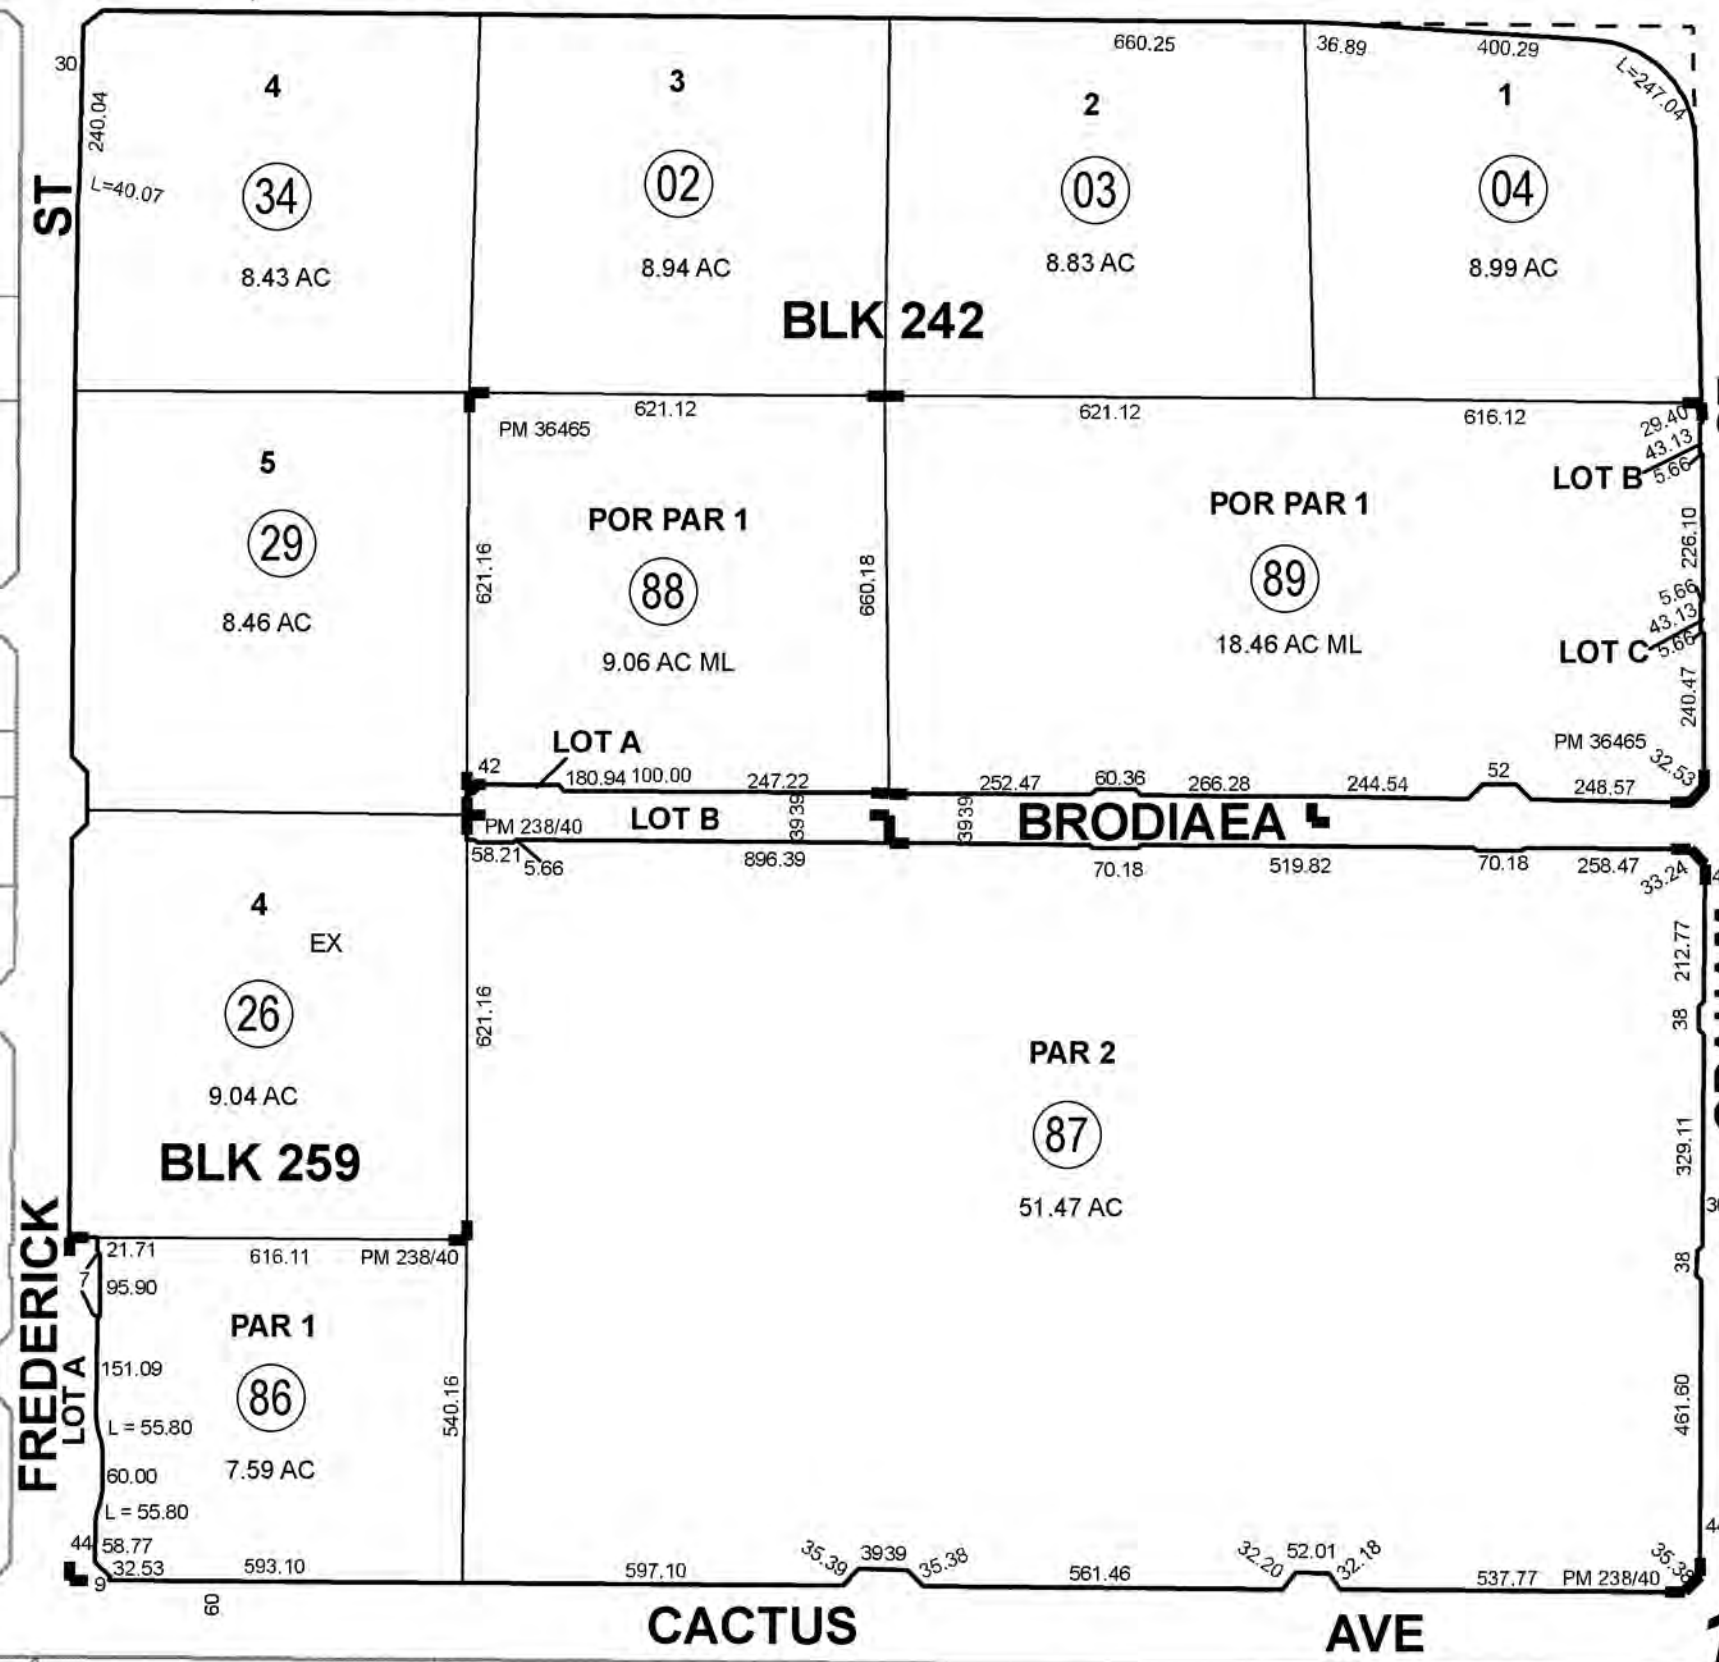 660.25
36.89
400.29
L=247.04
30
240.04
L=40.07
ST
4
34
8.43 AC
3
02
8.94 AC
2
03
8.83 AC
1
04
8.99 AC
BLK 242
621.12
621.12
616.12
PM 36465
29.40
43.13
5.66
LOT B
5
29
8.46 AC
621.16
POR PAR 1
88
9.06 AC ML
660.18
POR PAR 1
89
18.46 AC ML
226.10
5.66
43.13
5.66
LOT C
240.47
PM 36465
32.53
LOT A
42
180.94
100.00
247.22
252.47
60.36
266.28
244.54
52
248.57
PM 238/40
LOT B
3939
3939
BRODIAEA
58.21
5.66
896.39
70.18
519.82
70.18
258.47
33.24
4
EX
26
9.04 AC
BLK 259
621.16
PAR 2
87
51.47 AC
212.77
38
329.11
38
461.60
FREDERICK
LOT A
21.71
616.11
PM 238/40
7
95.90
PAR 1
151.09
86
L = 55.80
7.59 AC
60.00
L = 55.80
540.16
44
58.77
32.53
9
593.10
60
597.10
35.39
3939
35.38
561.46
32.20
52.01
32.18
537.77
PM 238/40
35.38
CACTUS
AVE